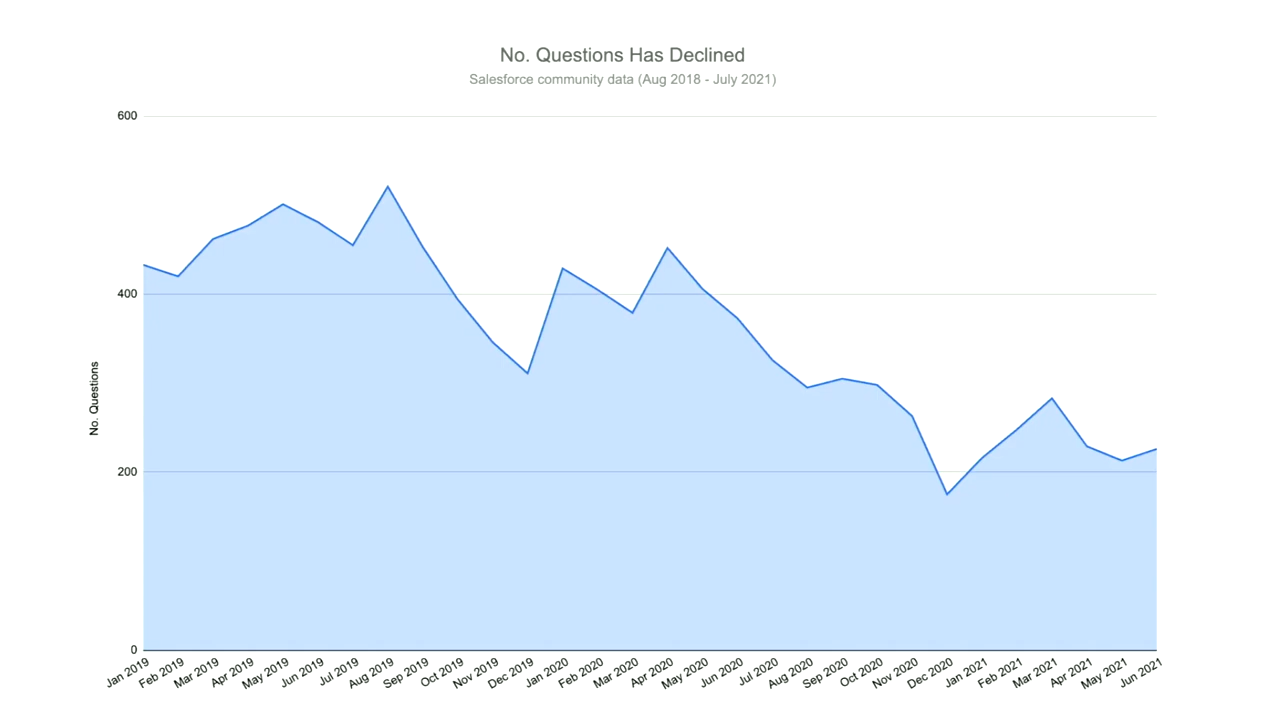 No. Questions Has Declined
Salesforce community data (Aug 2018 - July 2021)
600
400
200
0
No. Questions
Jan 2019
Feb 2019
Mar 2019
Apr 2019
May 2019
Jun 2019
Jul 2019
Aug 2019
Sep 2019
Oct 2019
Nov 2019
Dec 2019
Jan 2020
Feb 2020
Mar 2020
Apr 2020
May 2020
Jun 2020
Jul 2020
Aug 2020
Sep 2020
Oct 2020
Nov 2020
Dec 2020
Jan 2021
Feb 2021
Mar 2021
Apr 2021
May 2021
Jun 2021